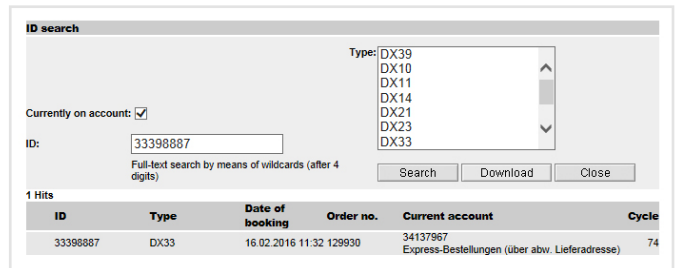 ID search
Type: DX39
DX10
DX11
DX14
Currently on account:
DX21
DX23
ID: 33398887 DX33
Full-text search by means of wildcards (after 4
digits)
Search Download Close
1 Hits
ID Type Date of booking Order no. Current account Cycle
33398887 DX33 16.02.2016 11:32 129930 34137967 74
Express-Bestellungen (über abw. Lieferadresse)